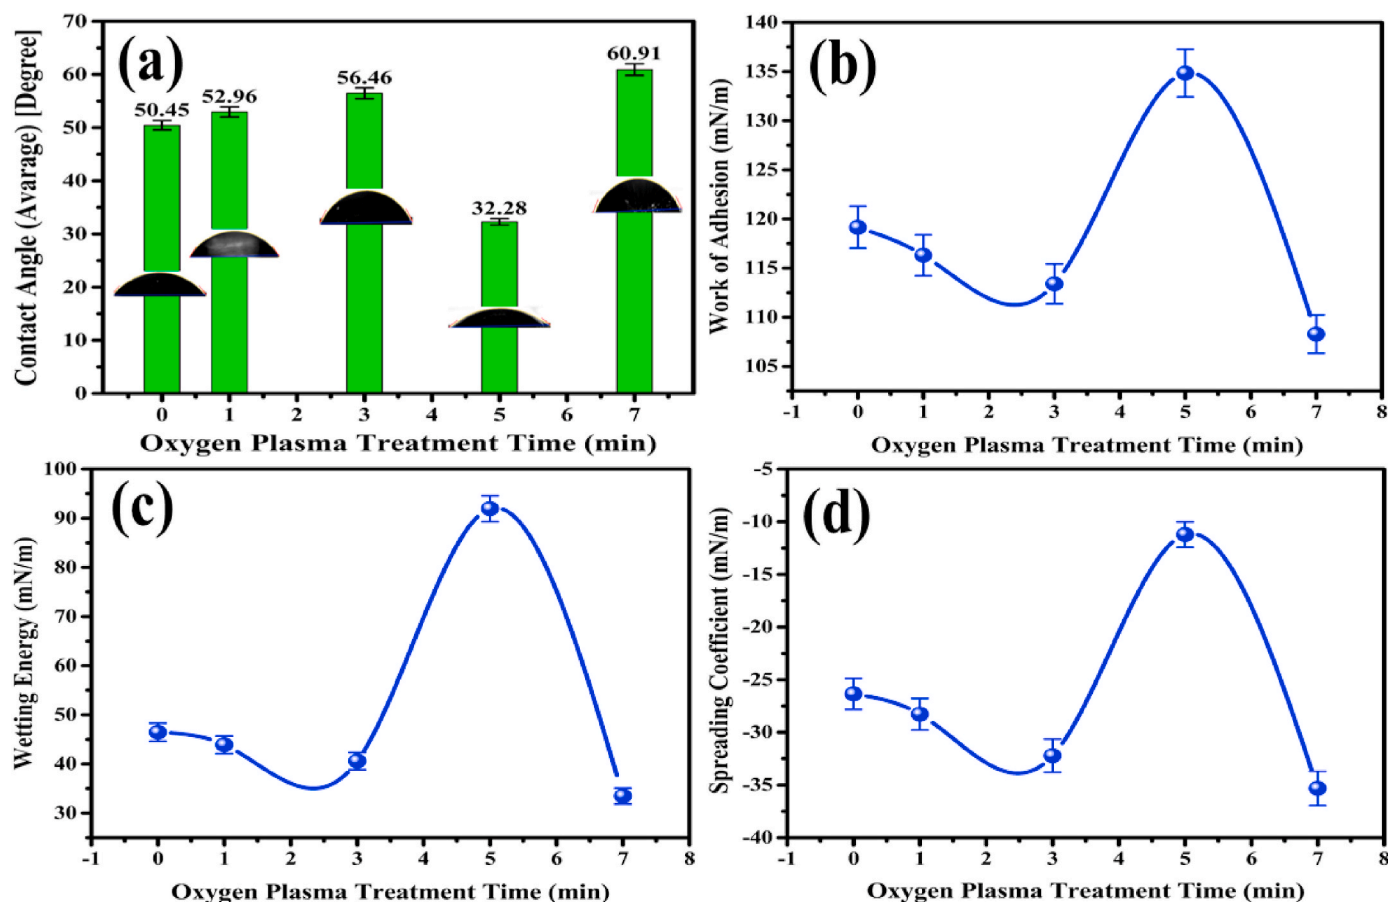 (a)
70
60
50
40
30
20
10
0
Contact Angle (Avarage) [Degree]
50.45
52.96
56.46
32.28
60.91
0 1 2 3 4 5 6 7
Oxygen Plasma Treatment Time (min)
(b)
140
135
130
125
120
115
110
105
Work of Adhesion (mN/m)
-1 0 1 2 3 4 5 6 7 8
Oxygen Plasma Treatment Time (min)
(c)
100
90
80
70
60
50
40
30
Wetting Energy (mN/m)
-1 0 1 2 3 4 5 6 7 8
Oxygen Plasma Treatment Time (min)
(d)
-5
-10
-15
-20
-25
-30
-35
-40
Spreading Coefficient (mN/m)
-1 0 1 2 3 4 5 6 7 8
Oxygen Plasma Treatment Time (min)